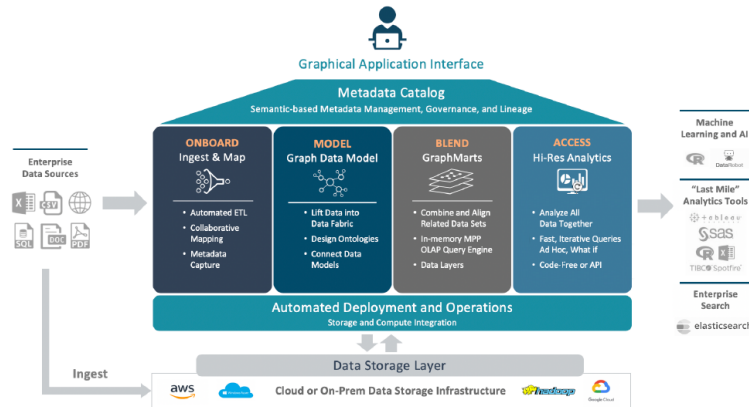 Graphical Application Interface
Metadata Catalog
Semantic-based Metadata Management, Governance, and Lineage
Enterprise
Data Sources
X
CSV
SQL
DOC
PDF
ONBOARD
Ingest & Map
• Automated ETL
• Collaborative
Mapping
• Metadata
Capture
MODEL
Graph Data Model
• Lift Data into
Data Fabric
• Design Ontologies
• Connect Data
Models
BLEND
GraphMarts
• Combine and Align
Related Data Sets
• In-memory MPP
OLAP Query Engine
• Data Layers
ACCESS
Hi-Res Analytics
• Analyze All
Data Together
• Fast, Iterative Queries
Ad Hoc, What if
• Code-Free or API
Machine
Learning and AI
R
DataRobot
"Last Mile"
Analytics Tools
tableau
sas
R
X
TIBCO Spotfire
Enterprise
Search
elasticsearch
Automated Deployment and Operations
Storage and Compute Integration
Data Storage Layer
Ingest
aws
Cloud or On-Prem Data Storage Infrastructure
hadoop
Google Cloud